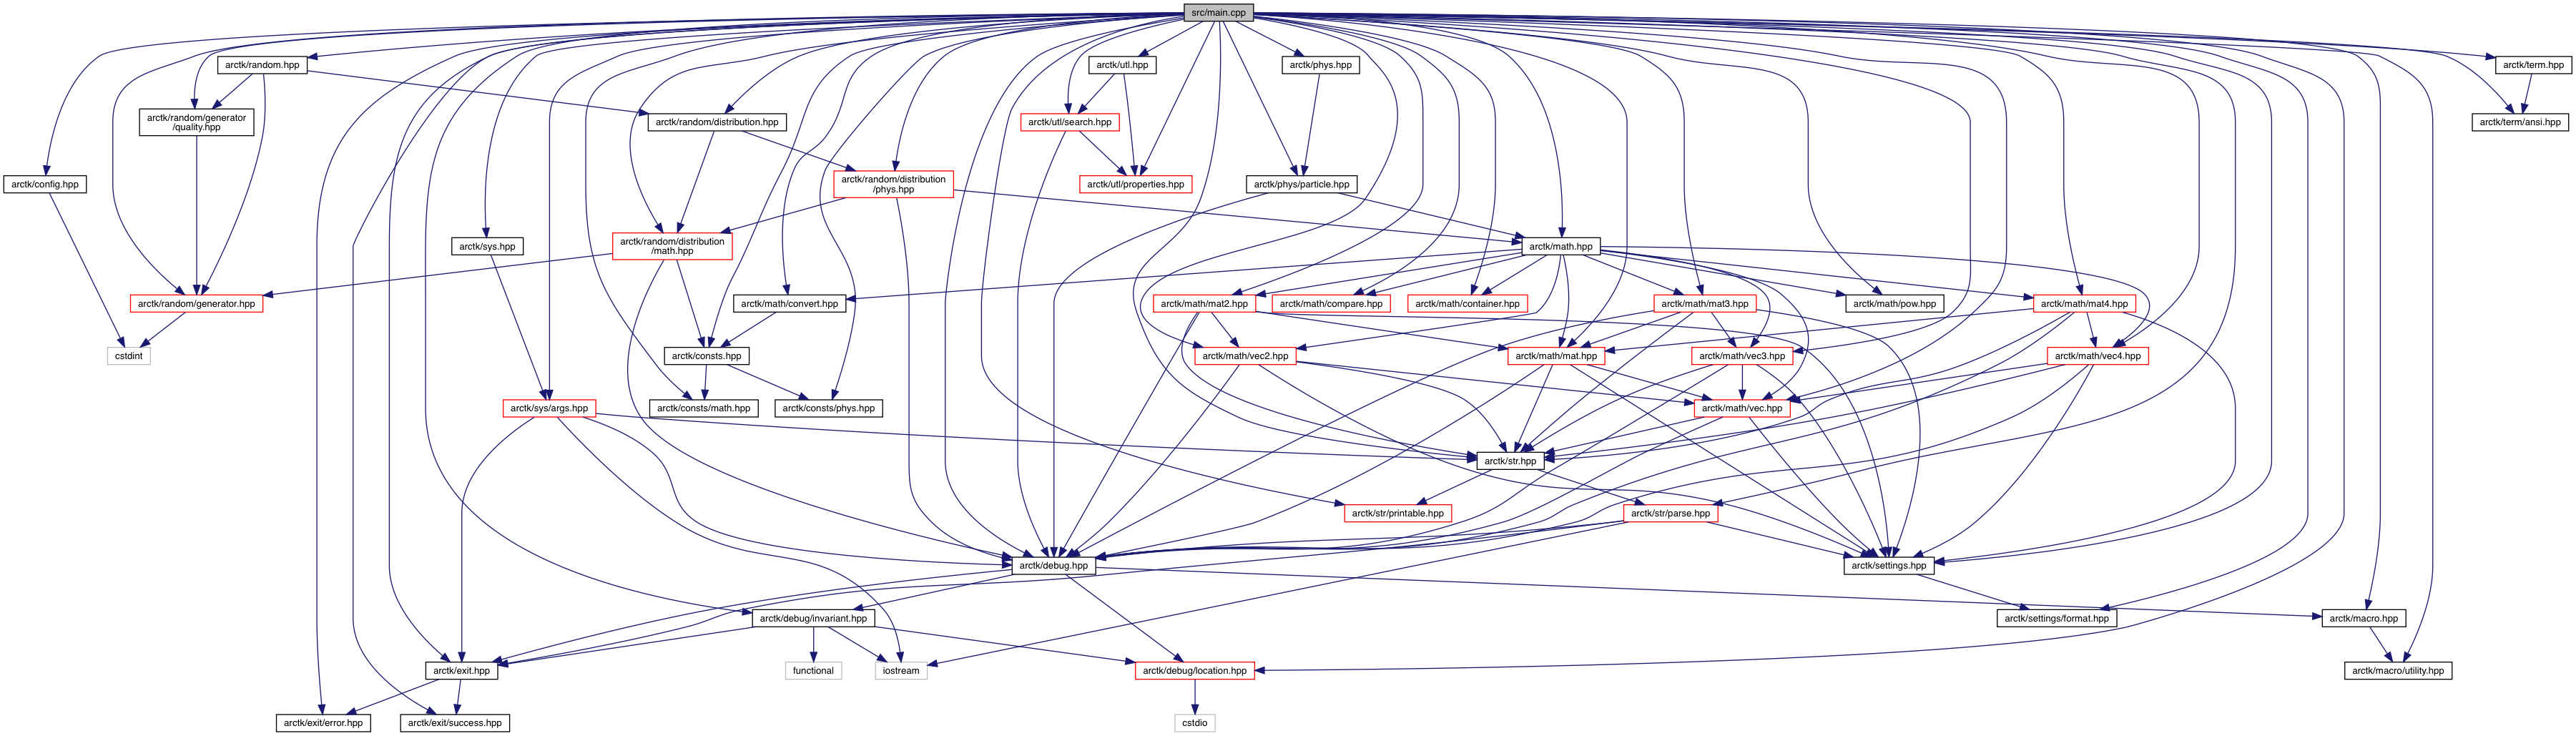 src/main.cpp
arctk/random.hpp
arctk/utl.hpp
arctk/phys.hpp
arctk/term.hpp
arctk/random/generator
/quality.hpp
arctk/random/distribution.hpp
arctk/utl/search.hpp
arctk/term/ansi.hpp
arctk/config.hpp
arctk/random/distribution
/phys.hpp
arctk/utl/properties.hpp
arctk/phys/particle.hpp
arctk/sys.hpp
arctk/random/distribution
/math.hpp
arctk/math.hpp
arctk/random/generator.hpp
arctk/math/convert.hpp
arctk/math/mat2.hpp
arctk/math/compare.hpp
arctk/math/container.hpp
arctk/math/mat3.hpp
arctk/math/pow.hpp
arctk/math/mat4.hpp
cstdint
arctk/consts.hpp
arctk/math/vec2.hpp
arctk/math/mat.hpp
arctk/math/vec3.hpp
arctk/math/vec4.hpp
arctk/sys/args.hpp
arctk/consts/math.hpp
arctk/consts/phys.hpp
arctk/math/vec.hpp
arctk/str.hpp
arctk/str/printable.hpp
arctk/str/parse.hpp
arctk/debug.hpp
arctk/settings.hpp
arctk/debug/invariant.hpp
arctk/settings/format.hpp
arctk/macro.hpp
arctk/exit.hpp
functional
iostream
arctk/debug/location.hpp
arctk/macro/utility.hpp
arctk/exit/error.hpp
arctk/exit/success.hpp
cstdio